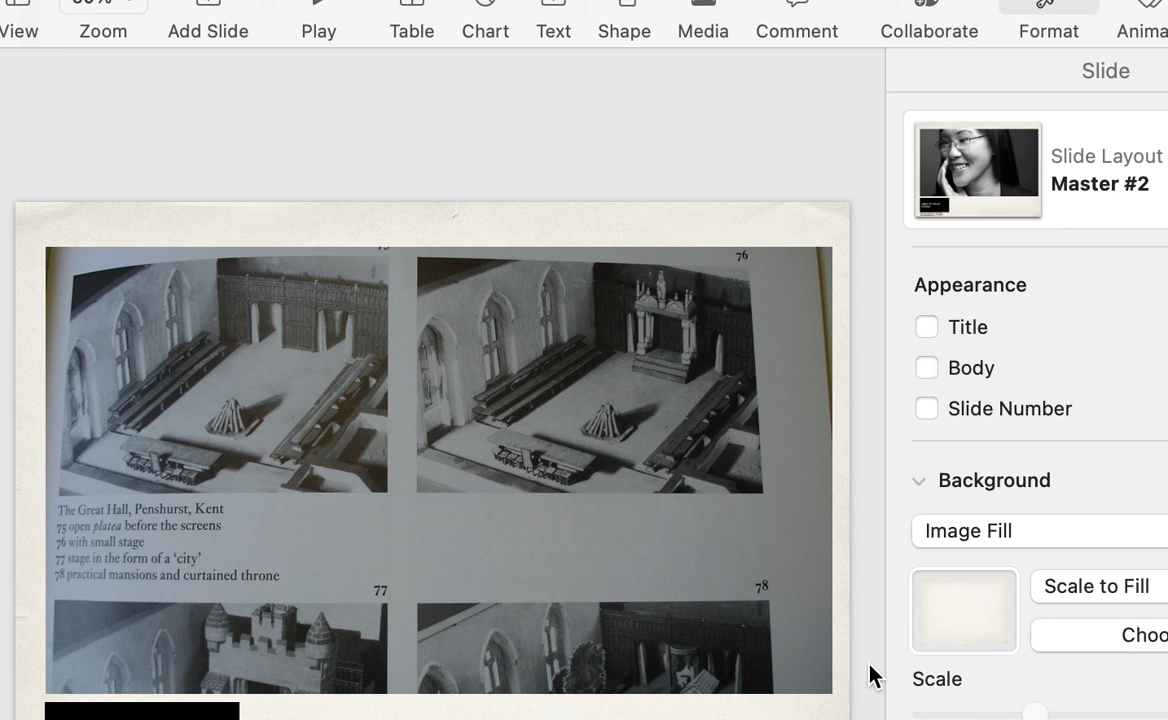 View
Zoom
Add Slide
Play
Table
Chart
Text
Shape
Media
Comment
Collaborate
Format
Anima
Slide
Slide Layout
Master #2
Appearance
Title
Body
Slide Number
Background
Image Fill
Scale to Fill
Choo
Scale
76
The Great Hall, Penshurst, Kent
75 open platea before the screens
76 with small stage
77 stage in the form of a ‘city’
78 practical mansions and curtained throne
77
78